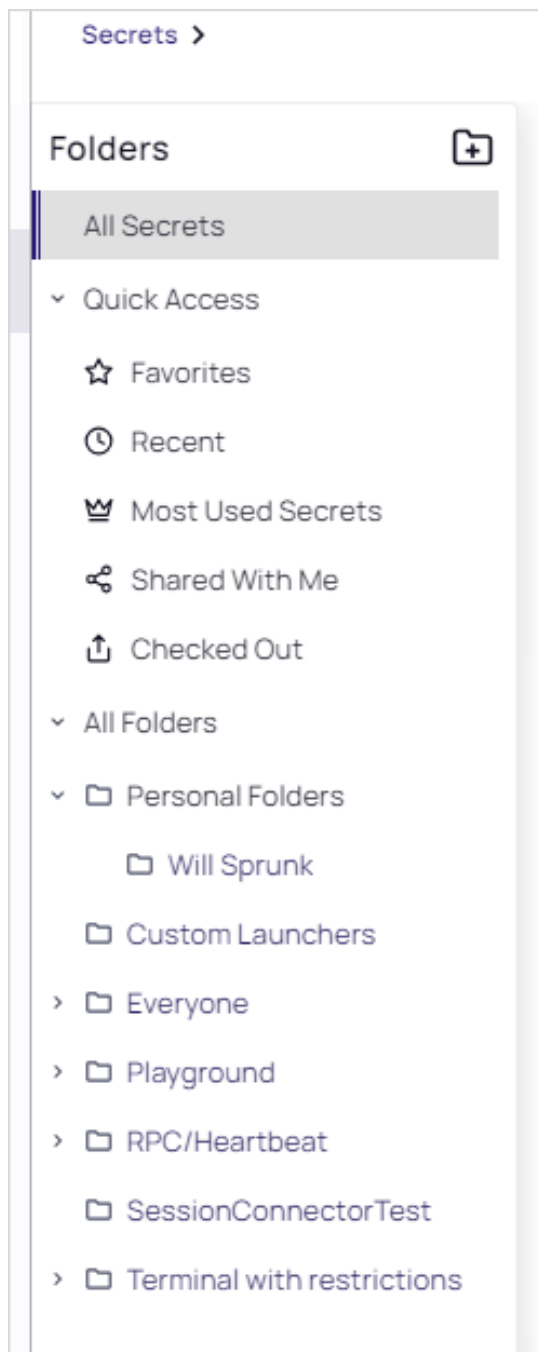 Secrets
Folders
All Secrets
Quick Access
Favorites
Recent
Most Used Secrets
Shared With Me
Checked Out
All Folders
Personal Folders
Will Sprunk
Custom Launchers
Everyone
Playground
RPC/Heartbeat
SessionConnectorTest
Terminal with restrictions